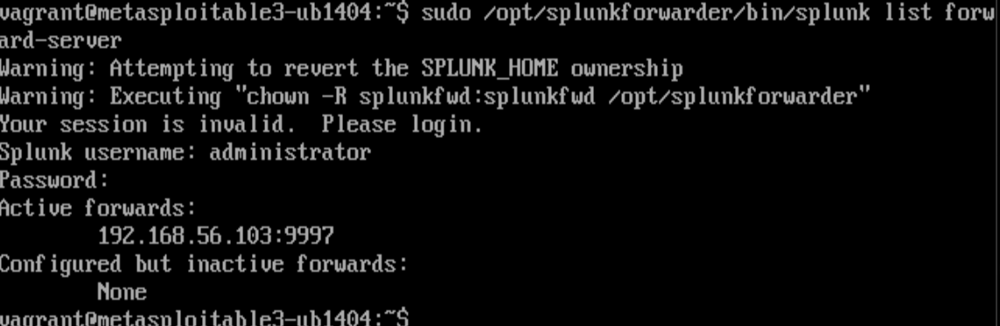 vagrant@metasploitable3-ub1404:~$ sudo /opt/splunkforwarder/bin/splunk list forw
ard-server
Warning: Attempting to revert the SPLUNK_HOME ownership
Warning: Executing "chown -R splunkfwd:splunkfwd /opt/splunkforwarder"
Your session is invalid.  Please login.
Splunk username: administrator
Password:
Active forwards:
        192.168.56.103:9997
Configured but inactive forwards:
        None
vagrant@metasploitable3-ub1404:~$